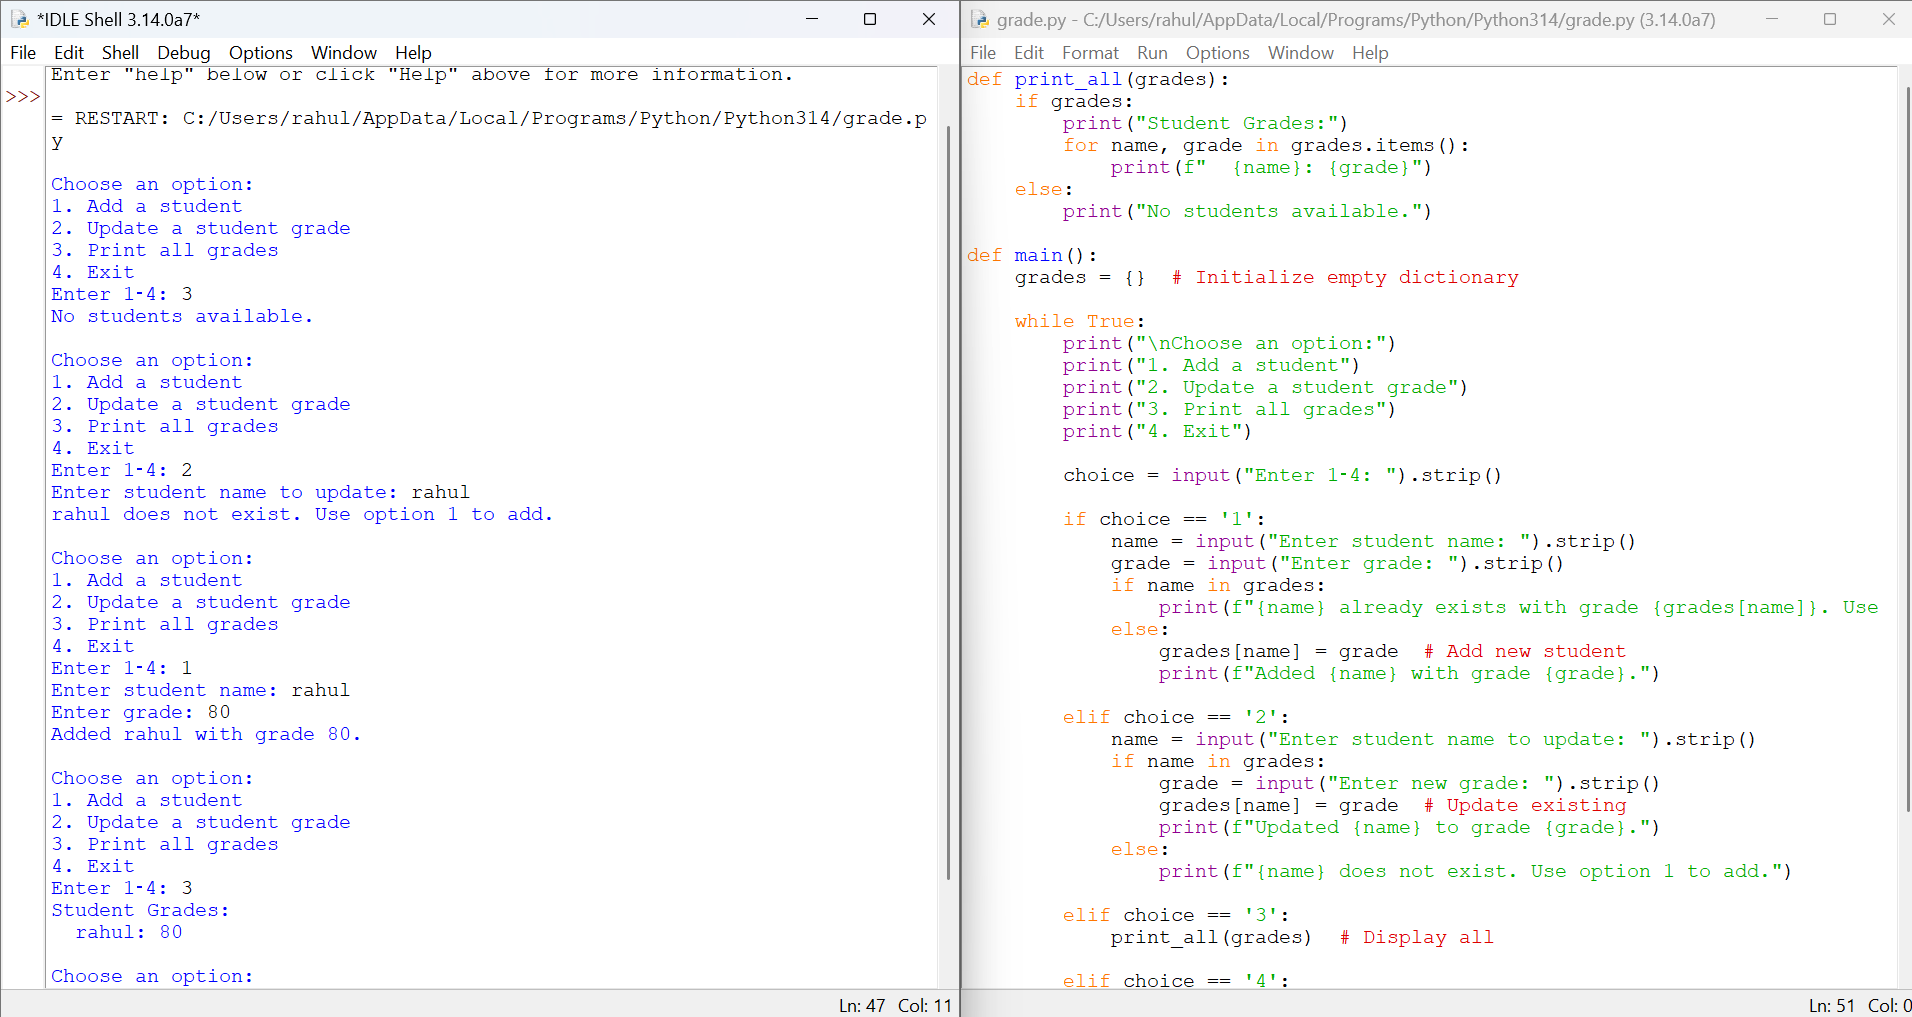 *IDLE Shell 3.14.0a7*
File Edit Shell Debug Options Window Help
Enter "help" below or click "Help" above for more information.
>>>
= RESTART: C:/Users/rahul/AppData/Local/Programs/Python/Python314/grade.p
y

Choose an option:
1. Add a student
2. Update a student grade
3. Print all grades
4. Exit
Enter 1-4: 3
No students available.

Choose an option:
1. Add a student
2. Update a student grade
3. Print all grades
4. Exit
Enter 1-4: 2
Enter student name to update: rahul
rahul does not exist. Use option 1 to add.

Choose an option:
1. Add a student
2. Update a student grade
3. Print all grades
4. Exit
Enter 1-4: 1
Enter student name: rahul
Enter grade: 80
Added rahul with grade 80.

Choose an option:
1. Add a student
2. Update a student grade
3. Print all grades
4. Exit
Enter 1-4: 3
Student Grades:
  rahul: 80

Choose an option:
Ln: 47 Col: 11
grade.py - C:/Users/rahul/AppData/Local/Programs/Python/Python314/grade.py (3.14.0a7)
File Edit Format Run Options Window Help
def print_all(grades):
    if grades:
        print("Student Grades:")
        for name, grade in grades.items():
            print(f"  {name}: {grade}")
    else:
        print("No students available.")

def main():
    grades = {}  # Initialize empty dictionary

    while True:
        print("\nChoose an option:")
        print("1. Add a student")
        print("2. Update a student grade")
        print("3. Print all grades")
        print("4. Exit")

        choice = input("Enter 1-4: ").strip()

        if choice == '1':
            name = input("Enter student name: ").strip()
            grade = input("Enter grade: ").strip()
            if name in grades:
                print(f"{name} already exists with grade {grades[name]}. Use
            else:
                grades[name] = grade  # Add new student
                print(f"Added {name} with grade {grade}.")

        elif choice == '2':
            name = input("Enter student name to update: ").strip()
            if name in grades:
                grade = input("Enter new grade: ").strip()
                grades[name] = grade  # Update existing
                print(f"Updated {name} to grade {grade}.")
            else:
                print(f"{name} does not exist. Use option 1 to add.")

        elif choice == '3':
            print_all(grades)  # Display all

        elif choice == '4':
Ln: 51 Col: 0